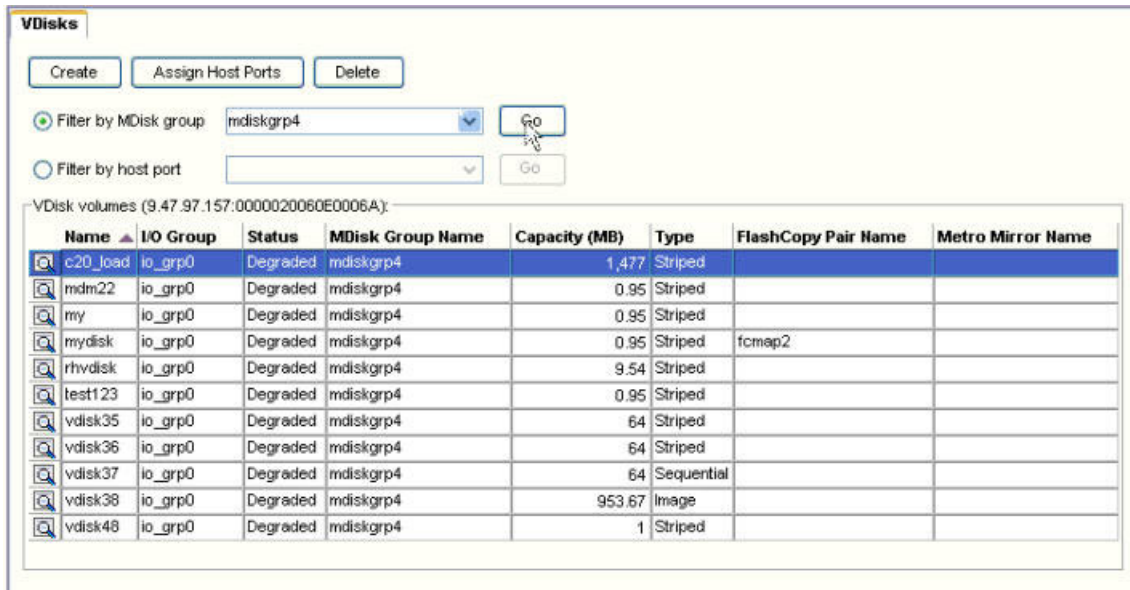 VDisks
Create Assign Host Ports Delete
Filter by MDisk group mdiskgrp4 Go
Filter by host port Go
VDisk volumes (9.47.97.157:0000020060E0006A):
Name I/O Group Status MDisk Group Name Capacity (MB) Type FlashCopy Pair Name Metro Mirror Name
c20_load io_grp0 Degraded mdiskgrp4 1,477 Striped
mdm22 io_grp0 Degraded mdiskgrp4 0.95 Striped
my io_grp0 Degraded mdiskgrp4 0.95 Striped
mydisk io_grp0 Degraded mdiskgrp4 0.95 Striped fcmap2
rhvdisk io_grp0 Degraded mdiskgrp4 9.54 Striped
test123 io_grp0 Degraded mdiskgrp4 0.95 Striped
vdisk35 io_grp0 Degraded mdiskgrp4 64 Striped
vdisk36 io_grp0 Degraded mdiskgrp4 64 Striped
vdisk37 io_grp0 Degraded mdiskgrp4 64 Sequential
vdisk38 io_grp0 Degraded mdiskgrp4 953.67 Image
vdisk48 io_grp0 Degraded mdiskgrp4 1 Striped